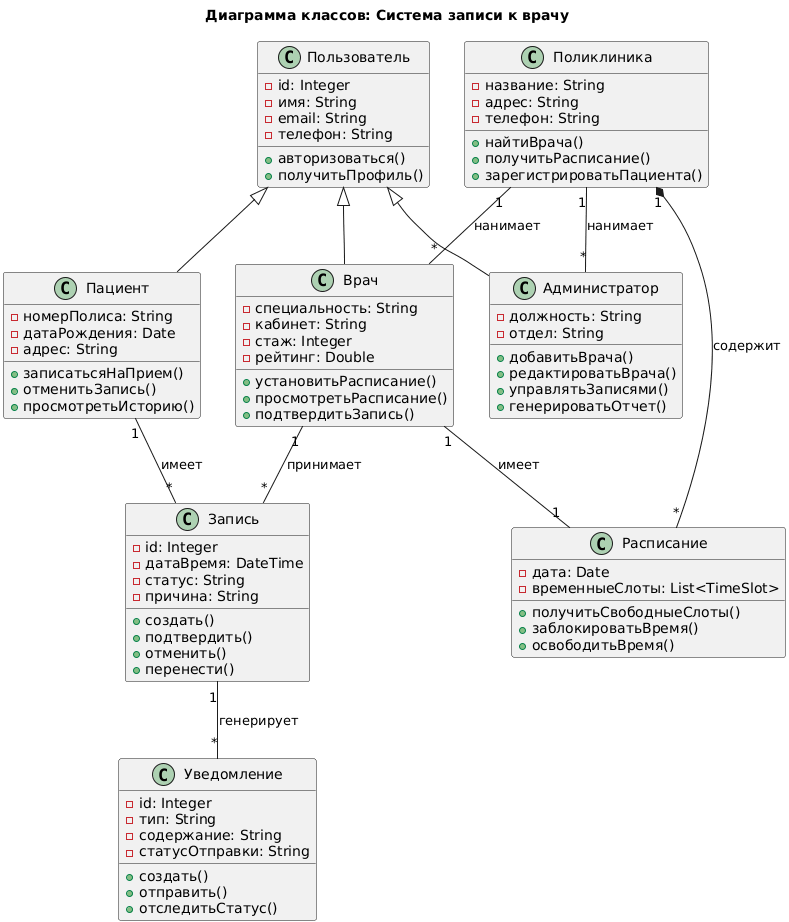 Диаграмма классов: Система записи к врачу
C Пользователь
id: Integer
имя: String
email: String
телефон: String
авторизоваться()
получитьПрофиль()
C Поликлиника
название: String
адрес: String
телефон: String
найтиВрача()
получитьРасписание()
зарегистрироватьПациента()
1
1
1
нанимает
нанимает
*
*
содержит
*
C Пациент
номерПолиса: String
датаРождения: Date
адрес: String
записатьсяНаПрием()
отменитьЗапись()
просмотретьИсторию()
C Врач
специальность: String
кабинет: String
стаж: Integer
рейтинг: Double
установитьРасписание()
просмотретьРасписание()
подтвердитьЗапись()
C Администратор
должность: String
отдел: String
добавитьВрача()
редактироватьВрача()
управлятьЗаписями()
генерироватьОтчет()
1
имеет
*
1
принимает
*
1
имеет
1
C Запись
id: Integer
датаВремя: DateTime
статус: String
причина: String
создать()
подтвердить()
отменить()
перенести()
C Расписание
дата: Date
временныеСлоты: List<TimeSlot>
получитьСвободныеСлоты()
заблокироватьВремя()
освободитьВремя()
1
генерирует
*
C Уведомление
id: Integer
тип: String
содержание: String
статусОтправки: String
создать()
отправить()
отследитьСтатус()